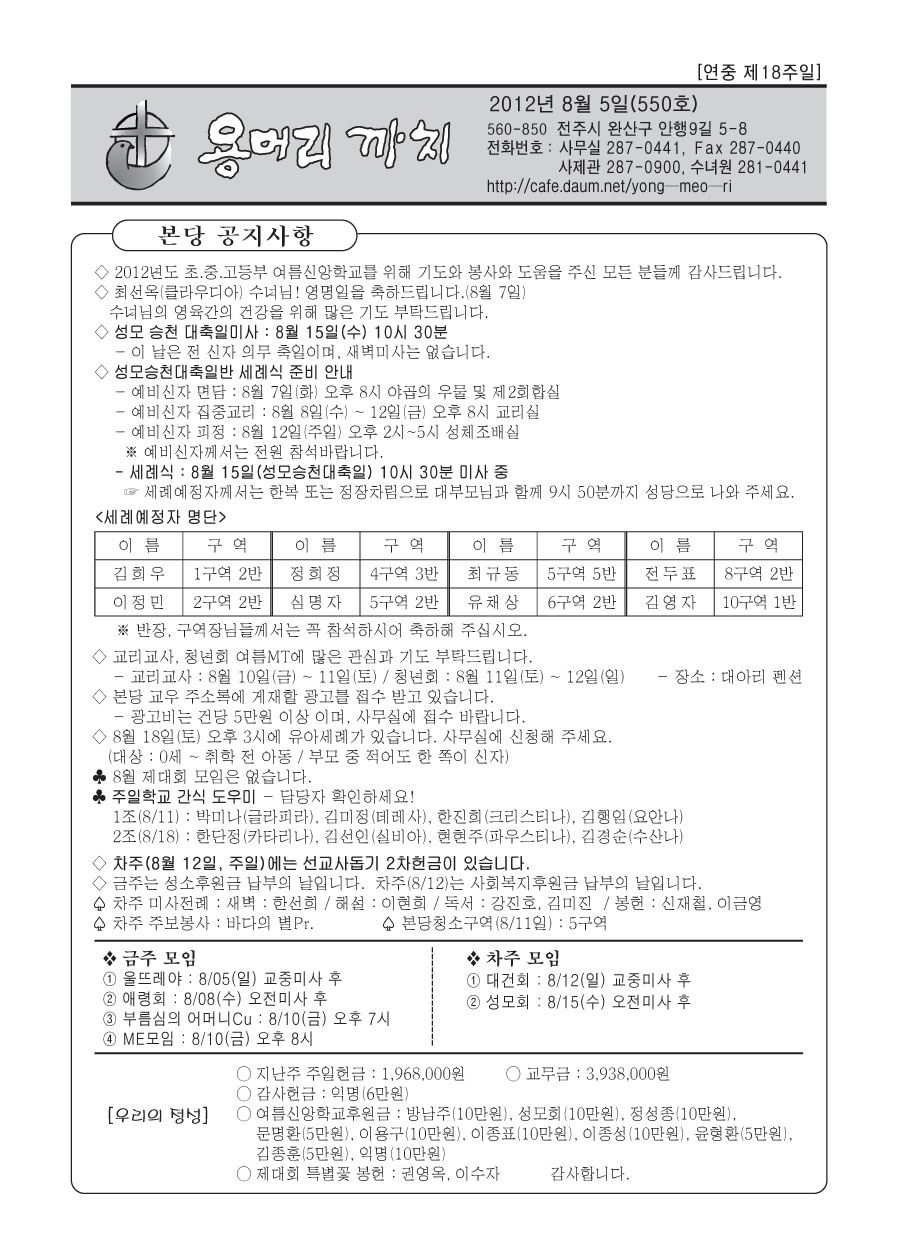 [연중 제18주일]
용머리 까치
2012년 8월 5일(550호)
560-850 전주시 완산구 안행9길 5-8
전화번호 : 사무실 287-0441, Fax 287-0440
사제관 287-0900, 수녀원 281-0441
http://cafe.daum.net/yong—meo—ri
본당 공지사항
◇ 2012년도 초.중.고등부 여름신앙학교를 위해 기도와 봉사와 도움을 주신 모든 분들께 감사드립니다.
◇ 최선옥(클라우디아) 수녀님! 영명일을 축하드립니다.(8월 7일)
수녀님의 영육간의 건강을 위해 많은 기도 부탁드립니다.
◇ 성모 승천 대축일미사 : 8월 15일(수) 10시 30분
- 이 날은 전 신자 의무 축일이며, 새벽미사는 없습니다.
◇ 성모승천대축일반 세례식 준비 안내
- 예비신자 면담 : 8월 7일(화) 오후 8시 야곱의 우물 및 제2회합실
- 예비신자 집중교리 : 8월 8일(수) ~ 12일(금) 오후 8시 교리실
- 예비신자 피정 : 8월 12일(주일) 오후 2시~5시 성체조배실
※ 예비신자께서는 전원 참석바랍니다.
- 세례식 : 8월 15일(성모승천대축일) 10시 30분 미사 중
☞ 세례예정자께서는 한복 또는 정장차림으로 대부모님과 함께 9시 50분까지 성당으로 나와 주세요.
<세례예정자 명단>
이 름 구 역 이 름 구 역 이 름 구 역 이 름 구 역
김희우 1구역 2반 정희정 4구역 3반 최규동 5구역 5반 전두표 8구역 2반
이정민 2구역 2반 심명자 5구역 2반 유채상 6구역 2반 김영자 10구역 1반
※ 반장, 구역장님들께서는 꼭 참석하시어 축하해 주십시오.
◇ 교리교사, 청년회 여름MT에 많은 관심과 기도 부탁드립니다.
- 교리교사 : 8월 10일(금) ~ 11일(토) / 청년회 : 8월 11일(토) ~ 12일(일) - 장소 : 대아리 펜션
◇ 본당 교우 주소록에 게재할 광고를 접수 받고 있습니다.
- 광고비는 건당 5만원 이상 이며, 사무실에 접수 바랍니다.
◇ 8월 18일(토) 오후 3시에 유아세례가 있습니다. 사무실에 신청해 주세요.
(대상 : 0세 ~ 취학 전 아동 / 부모 중 적어도 한 쪽이 신자)
♣ 8월 제대회 모임은 없습니다.
♣ 주일학교 간식 도우미 - 담당자 확인하세요!
1조(8/11) : 박미나(글라피라), 김미정(테레사), 한진희(크리스티나), 김행임(요안나)
2조(8/18) : 한단정(카타리나), 김선인(실비아), 현현주(파우스티나), 김경순(수산나)
◇ 차주(8월 12일, 주일)에는 선교사돕기 2차헌금이 있습니다.
◇ 금주는 성소후원금 납부의 날입니다. 차주(8/12)는 사회복지후원금 납부의 날입니다.
♤ 차주 미사전례 : 새벽 : 한선희 / 해설 : 이현희 / 독서 : 강진호, 김미진 / 봉헌 : 신재철, 이금영
♤ 차주 주보봉사 : 바다의 별Pr. ♤ 본당청소구역(8/11일) : 5구역
❖ 금주 모임
① 울뜨레야 : 8/05(일) 교중미사 후
② 애령회 : 8/08(수) 오전미사 후
③ 부름심의 어머니Cu : 8/10(금) 오후 7시
④ ME모임 : 8/10(금) 오후 8시
❖ 차주 모임
① 대건회 : 8/12(일) 교중미사 후
② 성모회 : 8/15(수) 오전미사 후
[우리의 정성]
○ 지난주 주일헌금 : 1,968,000원 ○ 교무금 : 3,938,000원
○ 감사헌금 : 익명(6만원)
○ 여름신앙학교후원금 : 방남주(10만원), 성모회(10만원), 정성종(10만원),
문명환(5만원), 이용구(10만원), 이종표(10만원), 이종성(10만원), 윤형환(5만원),
김종훈(5만원), 익명(10만원)
○ 제대회 특별꽃 봉헌 : 권영옥, 이수자 감사합니다.